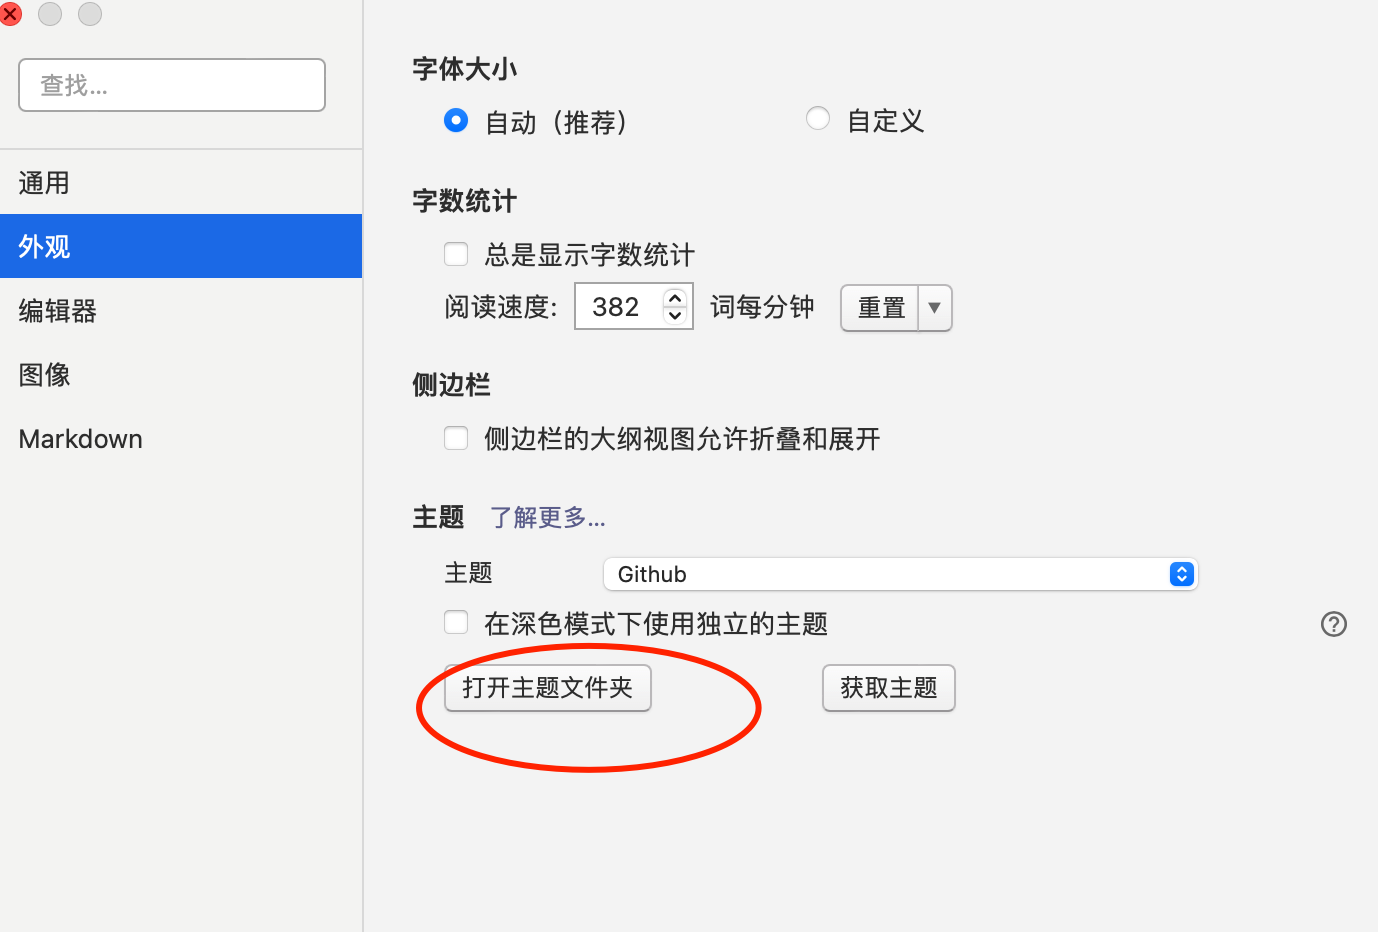 查找...
通用
外观
编辑器
图像
Markdown
字体大小
自动（推荐） 自定义
字数统计
总是显示字数统计
阅读速度: 382 词每分钟 重置
侧边栏
侧边栏的大纲视图允许折叠和展开
主题 了解更多...
主题 Github
在深色模式下使用独立的主题
打开主题文件夹 获取主题